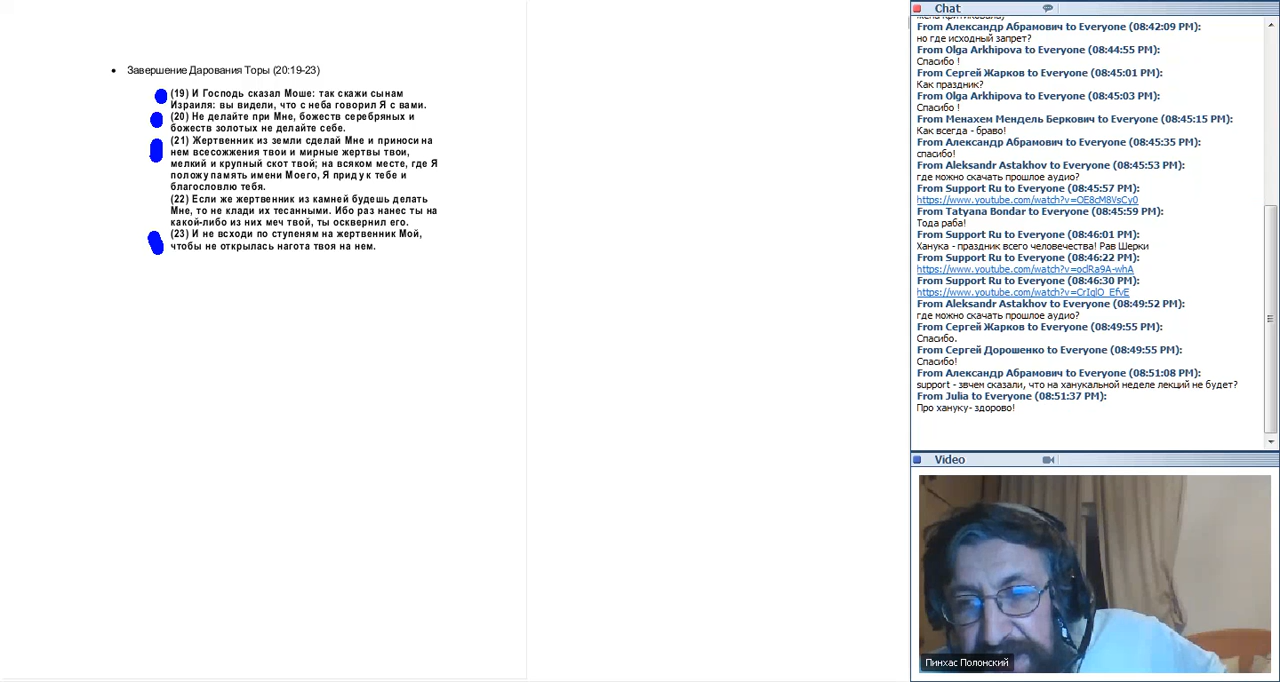 Завершение Дарования Торы (20:19-23)
(19) И Господь сказал Моше: так скажи сынам
Израиля: вы видели, что с неба говорил Я с вами.
(20) Не делайте при Мне, божеств серебряных и
божеств золотых не делайте себе.
(21) Жертвенник из земли сделай Мне и приноси на
нем всесожжения твои и мирные жертвы твои,
мелкий и крупный скот твой; на всяком месте, где Я
положу память имени Моего, Я приду к тебе и
благословлю тебя.
(22) Если же жертвенник из камней будешь делать
Мне, то не клади их тесанными. Ибо раз нанес ты на
какой-либо из них меч твой, ты осквернил его.
(23) И не всходи по ступеням на жертвенник Мой,
чтобы не открылась нагота твоя на нем.
Chat
From Александр Абрамович to Everyone (08:42:09 PM):
но где исходный запрет?
From Olga Arkhipova to Everyone (08:44:55 PM):
Спасибо !
From Сергей Жарков to Everyone (08:45:01 PM):
Как праздник?
From Olga Arkhipova to Everyone (08:45:03 PM):
Спасибо !
From Менахем Мендель Беркович to Everyone (08:45:15 PM):
Как всегда - браво!
From Александр Абрамович to Everyone (08:45:35 PM):
спасибо!
From Aleksandr Astakhov to Everyone (08:45:53 PM):
где можно скачать прошлое аудио?
From Support Ru to Everyone (08:45:57 PM):
https://www.youtube.com/watch?v=OE8cM8VsCy0
From Tatyana Bondar to Everyone (08:45:59 PM):
Тода раба!
From Support Ru to Everyone (08:46:01 PM):
Ханука - праздник всего человечества! Рав Шерки
From Support Ru to Everyone (08:46:22 PM):
https://www.youtube.com/watch?v=odRa9A-whA
From Support Ru to Everyone (08:46:30 PM):
https://www.youtube.com/watch?v=CrIqlO_EfvE
From Aleksandr Astakhov to Everyone (08:49:52 PM):
где можно скачать прошлое аудио?
From Сергей Жарков to Everyone (08:49:55 PM):
Спасибо.
From Сергей Дорошенко to Everyone (08:49:55 PM):
Спасибо!
From Александр Абрамович to Everyone (08:51:08 PM):
support - звчем сказали, что на ханукальной неделе лекций не будет?
From Julia to Everyone (08:51:37 PM):
Про хануку- здорово!
Video
Пинхас Полонский